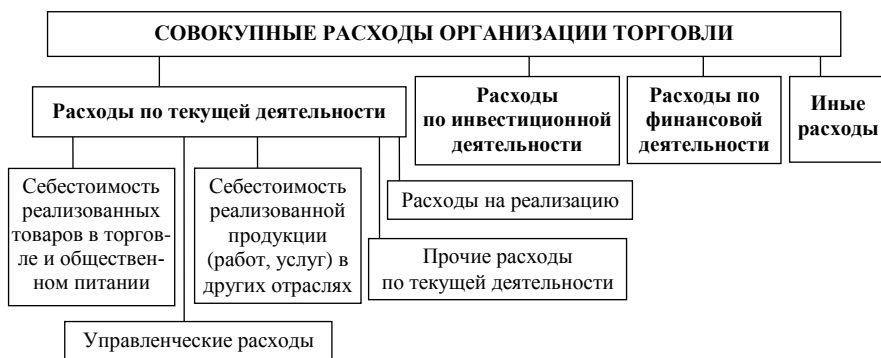 СОВОКУПНЫЕ РАСХОДЫ ОРГАНИЗАЦИИ ТОРГОВЛИ
Расходы по текущей деятельности
Расходы
по инвестиционной
деятельности
Расходы по
финансовой
деятельности
Иные
расходы
Себестоимость
реализованных
товаров в торгов-
ле и обществен-
ном питании
Себестоимость
реализованной
продукции
(работ, услуг) в
других отраслях
Расходы на реализацию
Прочие расходы
по текущей деятельности
Управленческие расходы